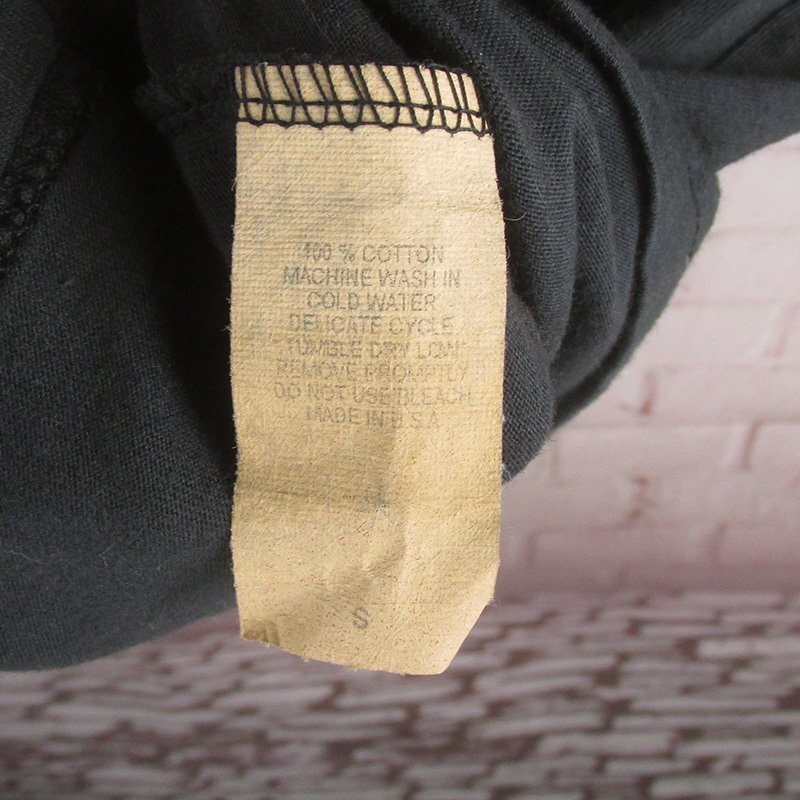 100 % COTTON
MACHINE WASH IN
COLD WATER
DELICATE CYCLE
TUMBLE DRY LOW
REMOVE PROMPTLY
DO NOT USE BLEACH
MADE IN U.S.A
S